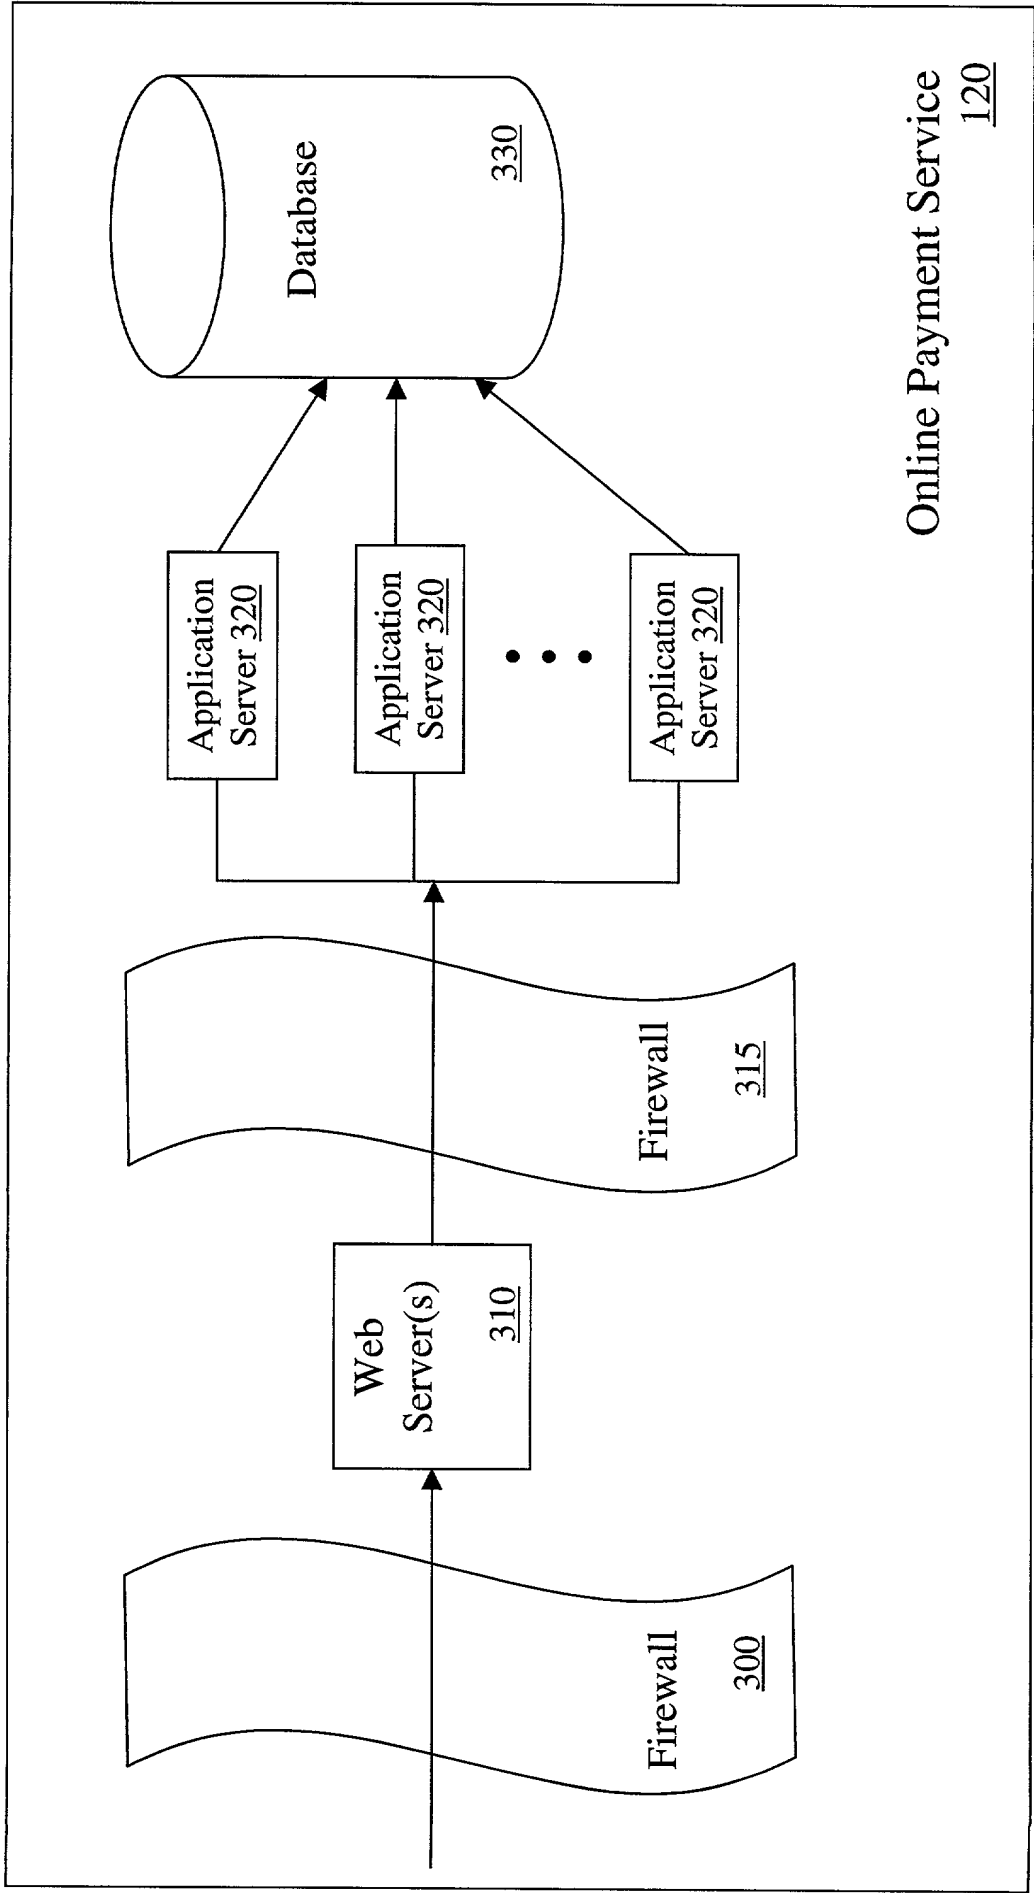 Firewall
300
Web
Server(s)
310
Firewall
315
Application
Server 320
Application
Server 320
Application
Server 320
Database
330
Online Payment Service
120